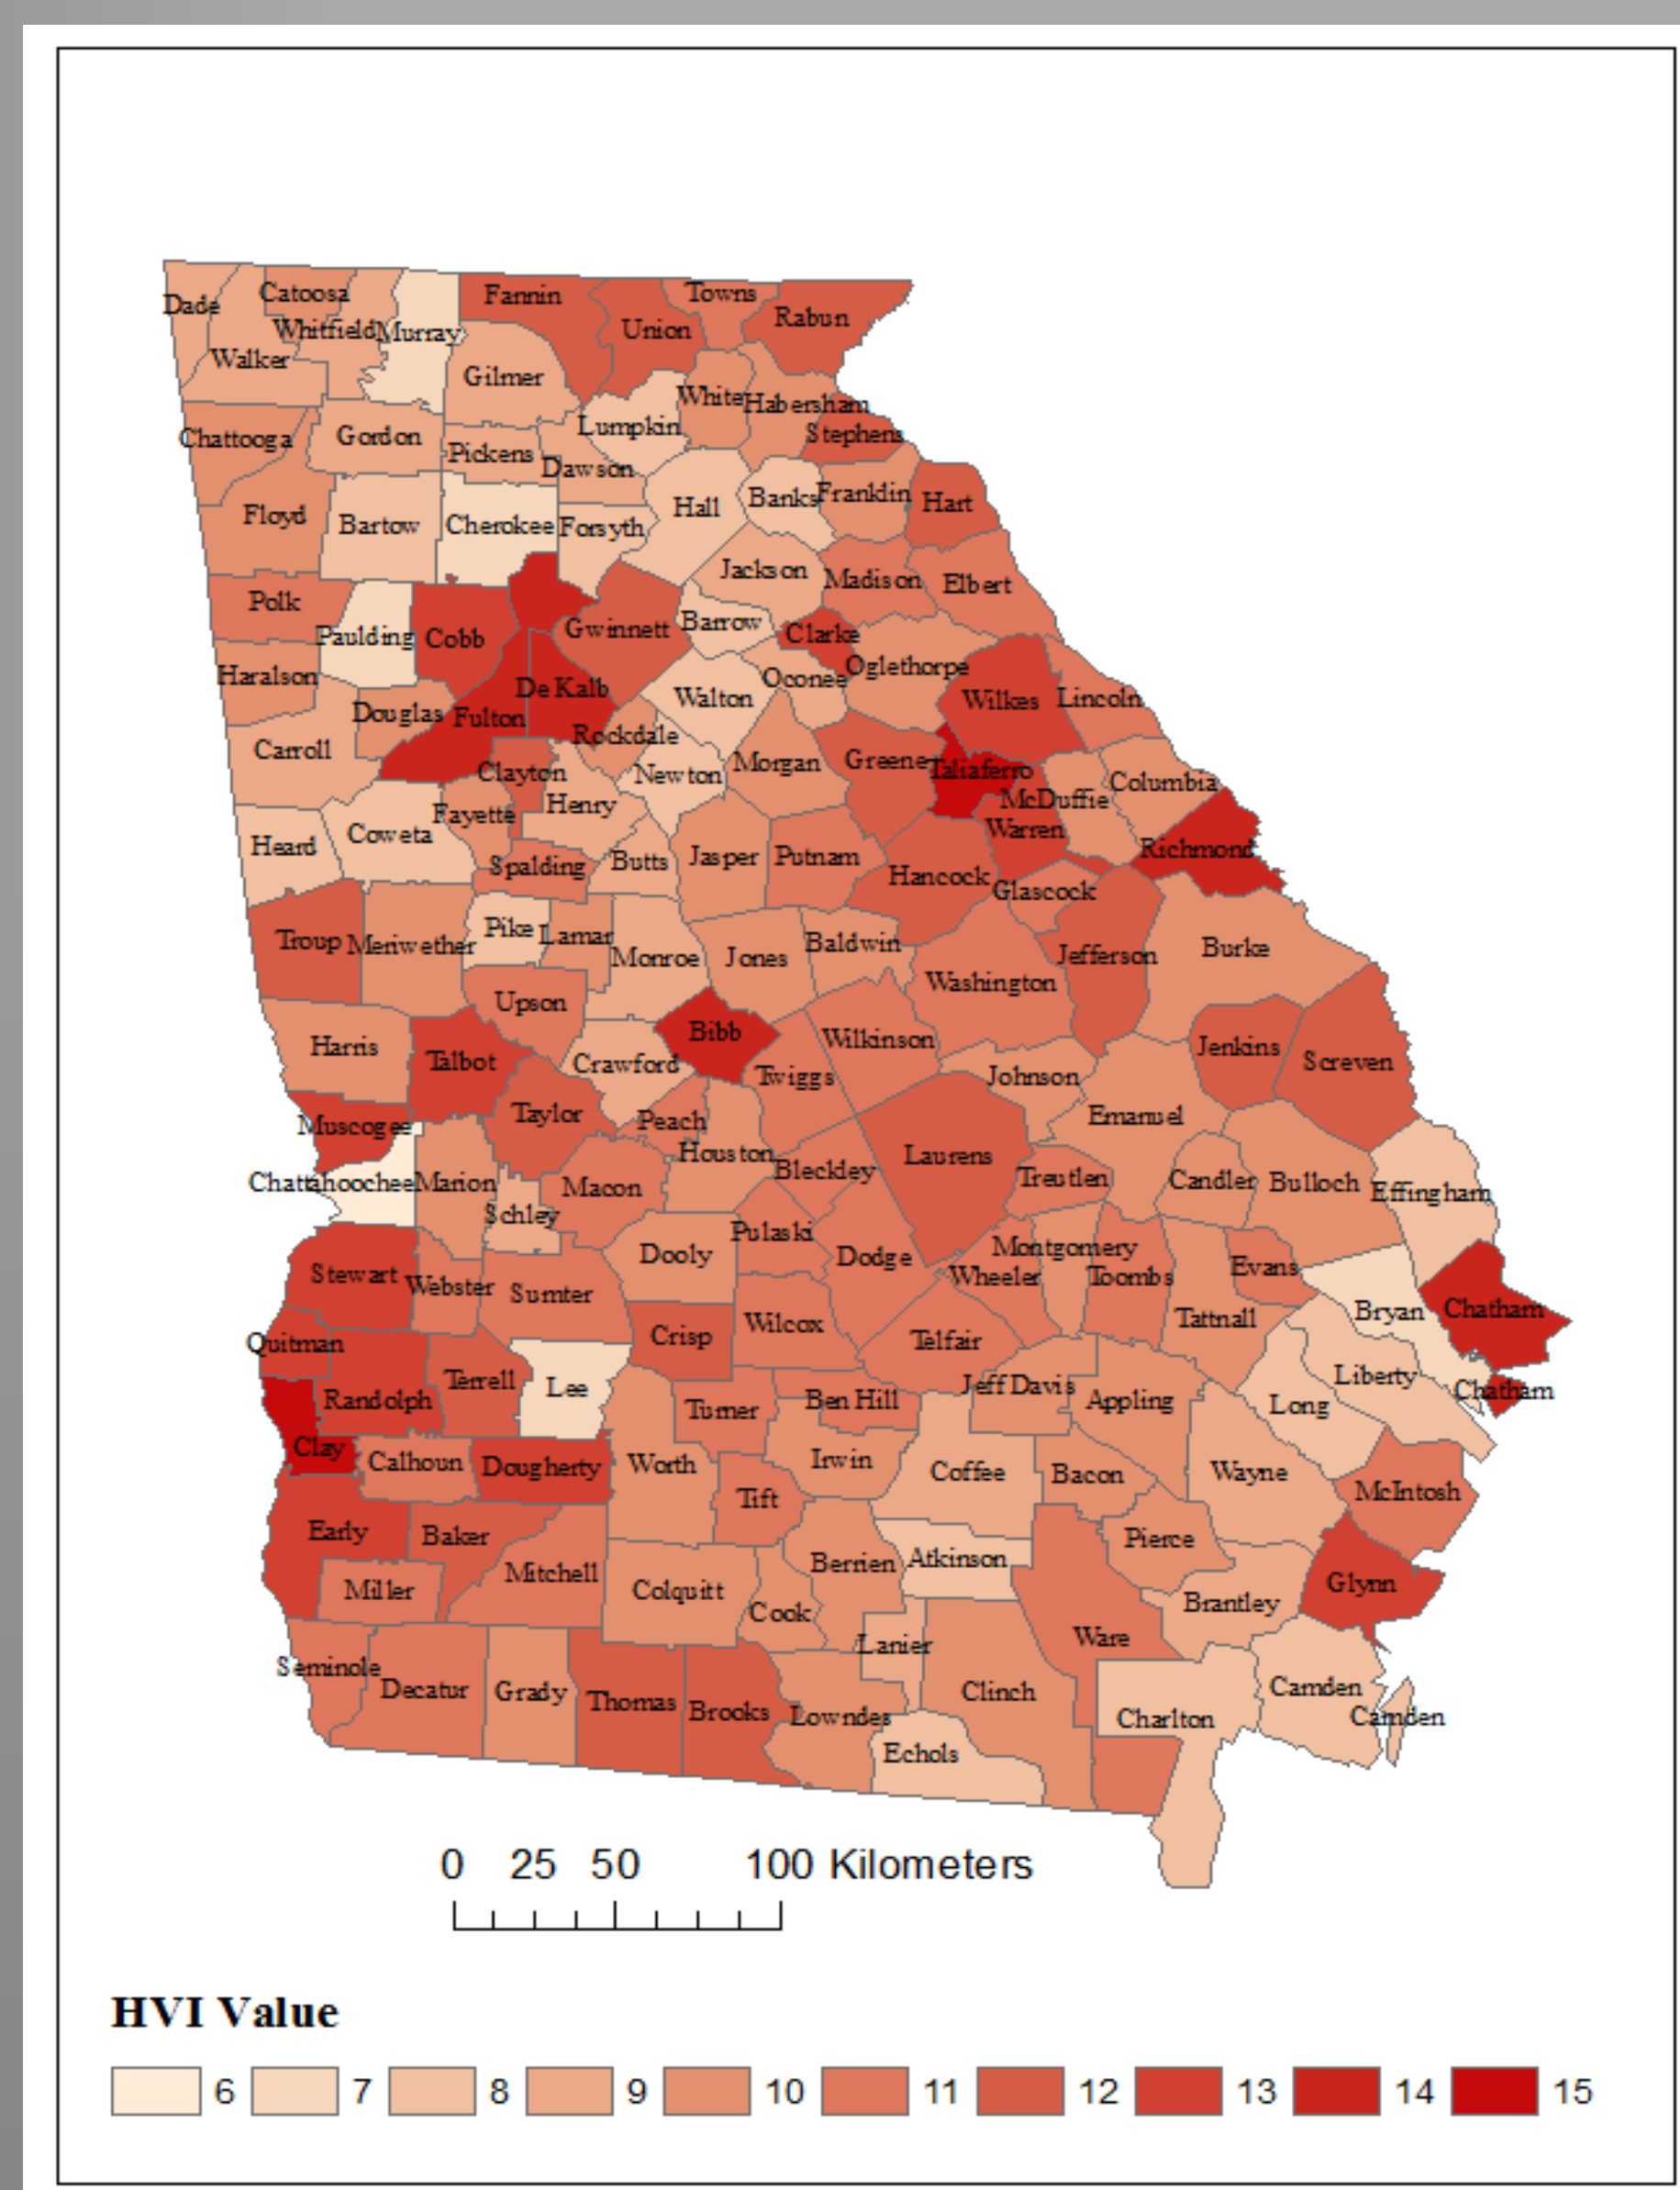 Dade
Catoosa
Fannin
Towns
Whitfield
Murray
Union
Rabun
Walker
Gilmer
White
Habersham
Chattooga
Gordon
Lumpkin
Stephens
Pickens
Dawson
Floyd
Bartow
Cherokee
Forsyth
Hall
Banks
Franklin
Hart
Jackson
Madison
Elbert
Polk
Paulding
Cobb
Gwinnett
Barrow
Clarke
Haralson
Oconee
Oglethorpe
Douglas
Fulton
De Kalb
Walton
Wilkes
Lincoln
Carroll
Rockdale
Clayton
Newton
Morgan
Greene
Taliaferro
Columbia
Heard
Coweta
Fayette
Henry
McDuffie
Warren
Richmond
Spalding
Butts
Jasper
Putnam
Hancock
Glascock
Troup
Meriwether
Pike
Lamar
Monroe
Jones
Baldwin
Jefferson
Burke
Upson
Washington
Harris
Talbot
Crawford
Bibb
Wilkinson
Jenkins
Screven
Twiggs
Johnson
Muscogee
Taylor
Peach
Emanuel
Houston
Laurens
Chattahoochee
Marion
Macon
Bleckley
Treutlen
Candler
Bulloch
Effingham
Schley
Stewart
Webster
Sumter
Dooly
Pulaski
Dodge
Montgomery
Wheeler
Toombs
Evans
Quitman
Crisp
Wilcox
Telfair
Tattnall
Bryan
Chatham
Randolph
Terrell
Lee
Turner
Ben Hill
Jeff Davis
Appling
Long
Liberty
Chatham
Clay
Calhoun
Dougherty
Worth
Irwin
Coffee
Bacon
Wayne
McIntosh
Tift
Early
Baker
Mitchell
Berrien
Atkinson
Pierce
Miller
Colquitt
Cook
Brantley
Glynn
Seminole
Decatur
Grady
Thomas
Brooks
Lanier
Ware
Lowndes
Clinch
Charlton
Camden
Camden
Echols
0 25 50 100 Kilometers
HVI Value
6 7 8 9 10 11 12 13 14 15